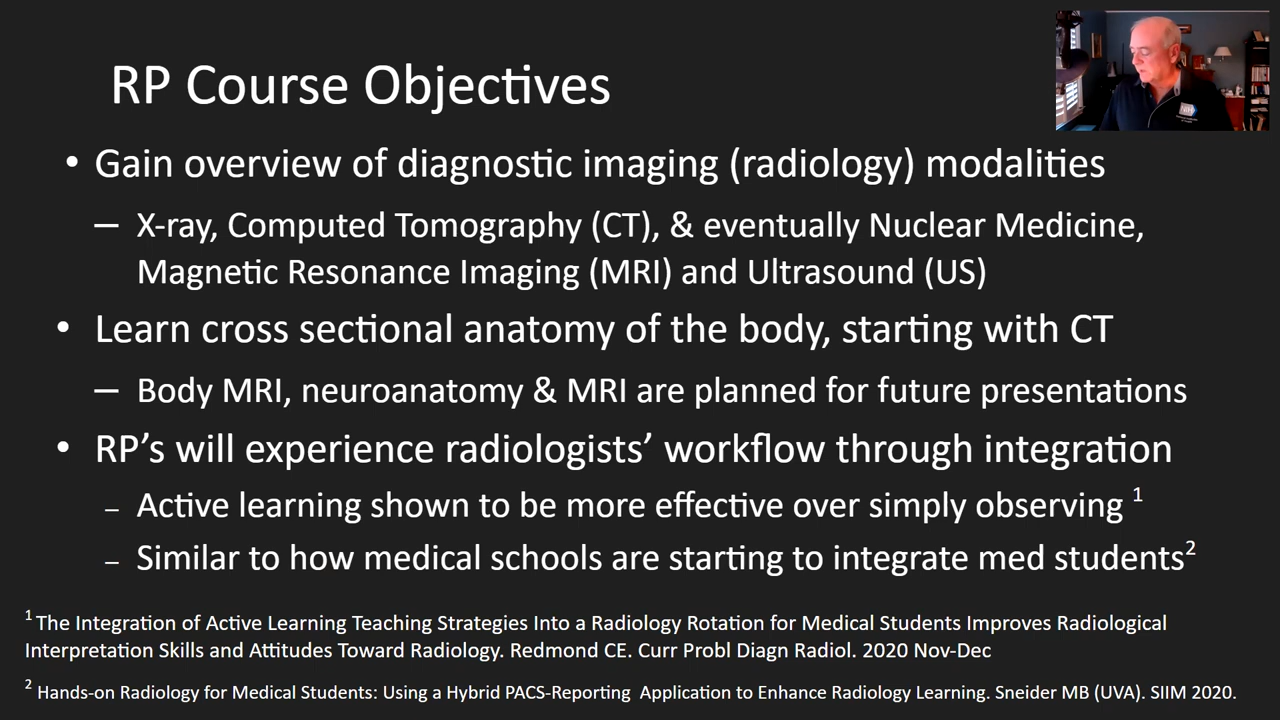 RP Course Objectives
• Gain overview of diagnostic imaging (radiology) modalities
– X-ray, Computed Tomography (CT), & eventually Nuclear Medicine,
Magnetic Resonance Imaging (MRI) and Ultrasound (US)
• Learn cross sectional anatomy of the body, starting with CT
– Body MRI, neuroanatomy & MRI are planned for future presentations
• RP’s will experience radiologists’ workflow through integration
– Active learning shown to be more effective over simply observing 1
– Similar to how medical schools are starting to integrate med students2
1 The Integration of Active Learning Teaching Strategies Into a Radiology Rotation for Medical Students Improves Radiological
Interpretation Skills and Attitudes Toward Radiology. Redmond CE. Curr Probl Diagn Radiol. 2020 Nov-Dec
2 Hands-on Radiology for Medical Students: Using a Hybrid PACS-Reporting Application to Enhance Radiology Learning. Sneider MB (UVA). SIIM 2020.